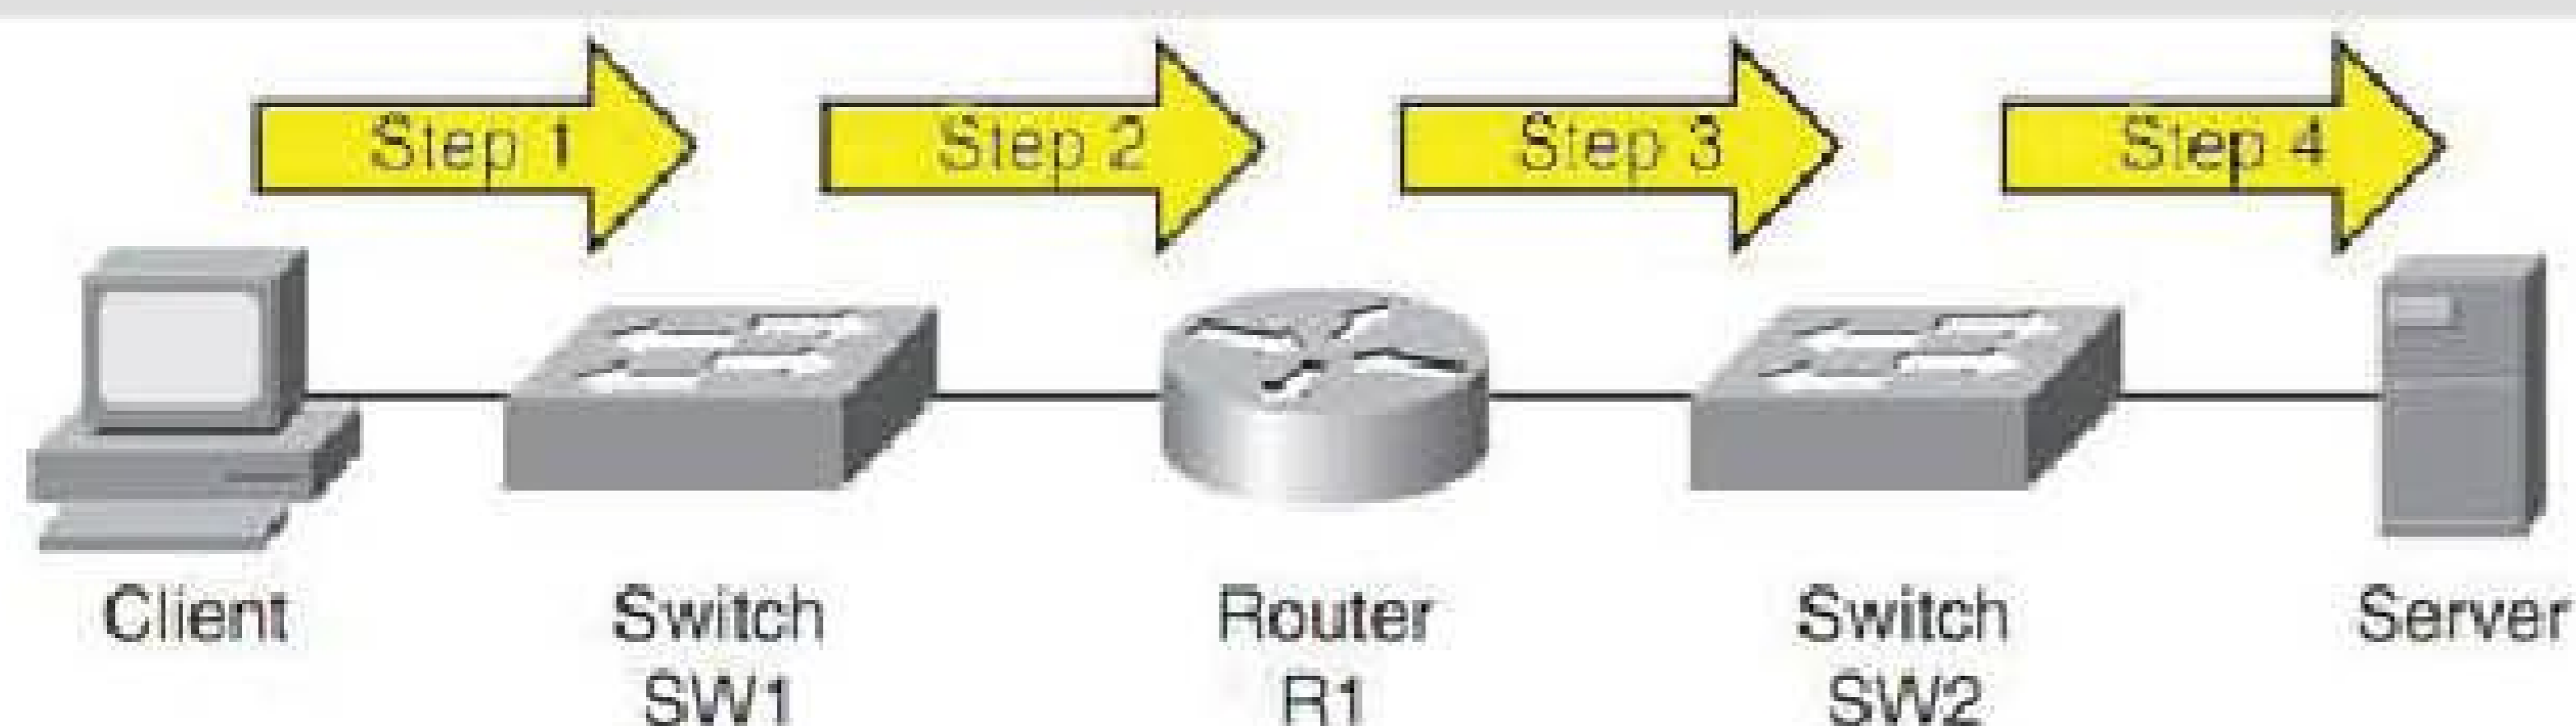 Step 1
Step 2
Step 3
Step 4
Client
Switch
SW1
Router
R1
Switch
SW2
Server